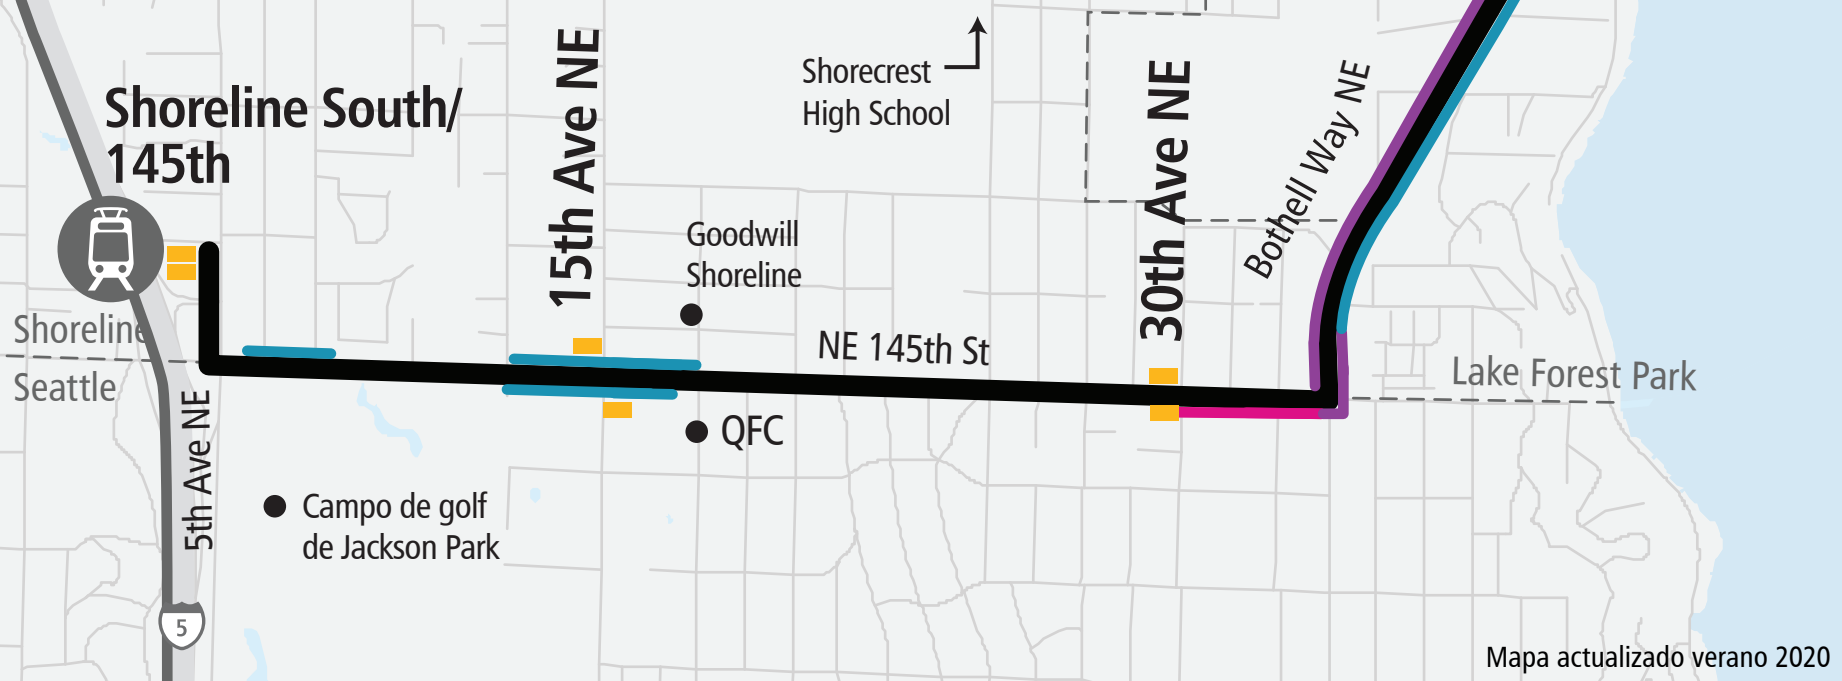 Shoreline South/
145th
15th Ave NE
Shorecrest
High School
30th Ave NE
Bothell Way NE
Goodwill
Shoreline
Shoreline
Seattle
NE 145th St
Lake Forest Park
5th Ave NE
QFC
Campo de golf
de Jackson Park
5
Mapa actualizado verano 2020